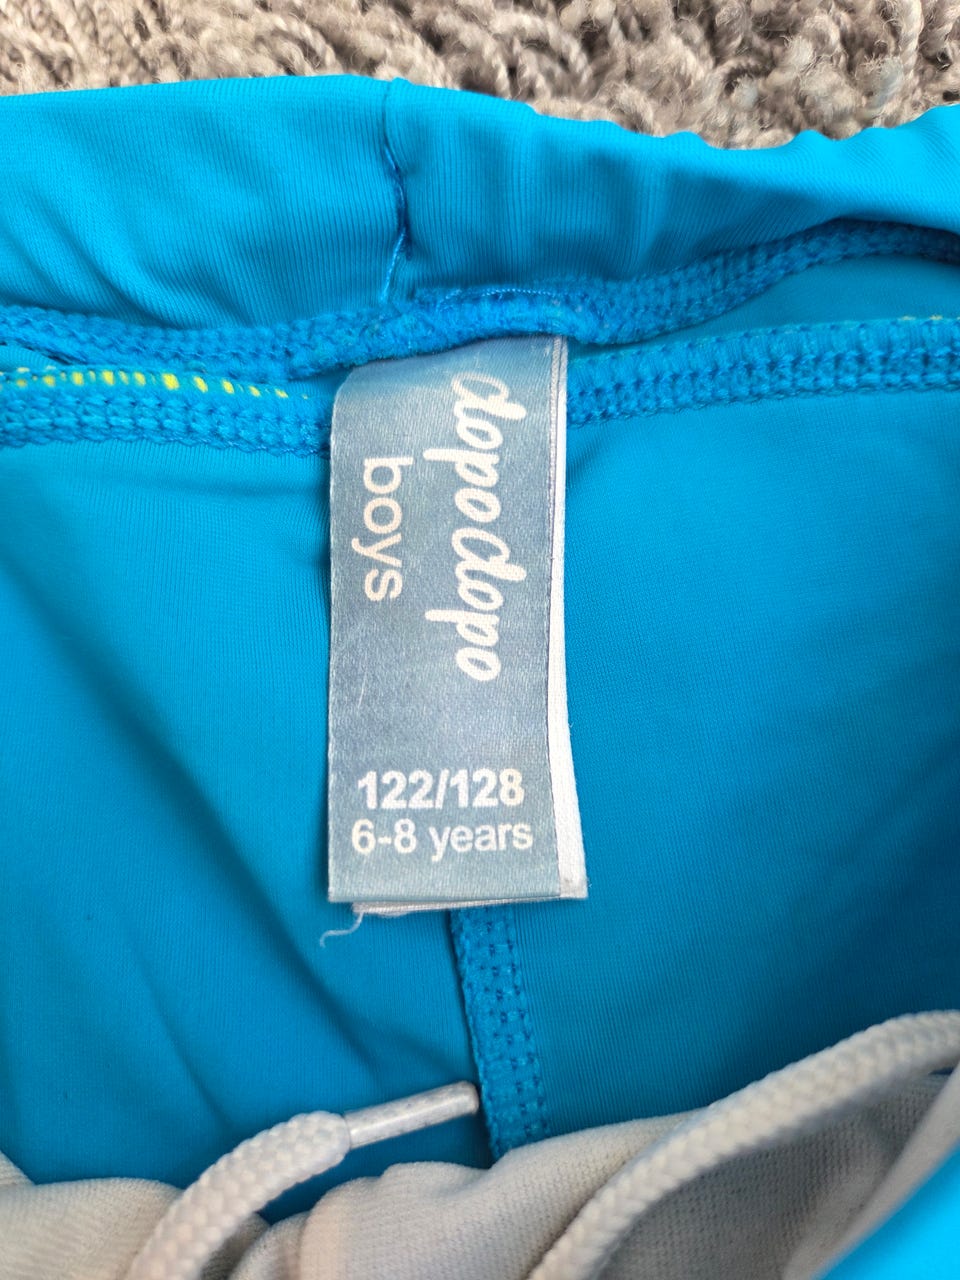 dopodopo
boys
122/128
6-8 years